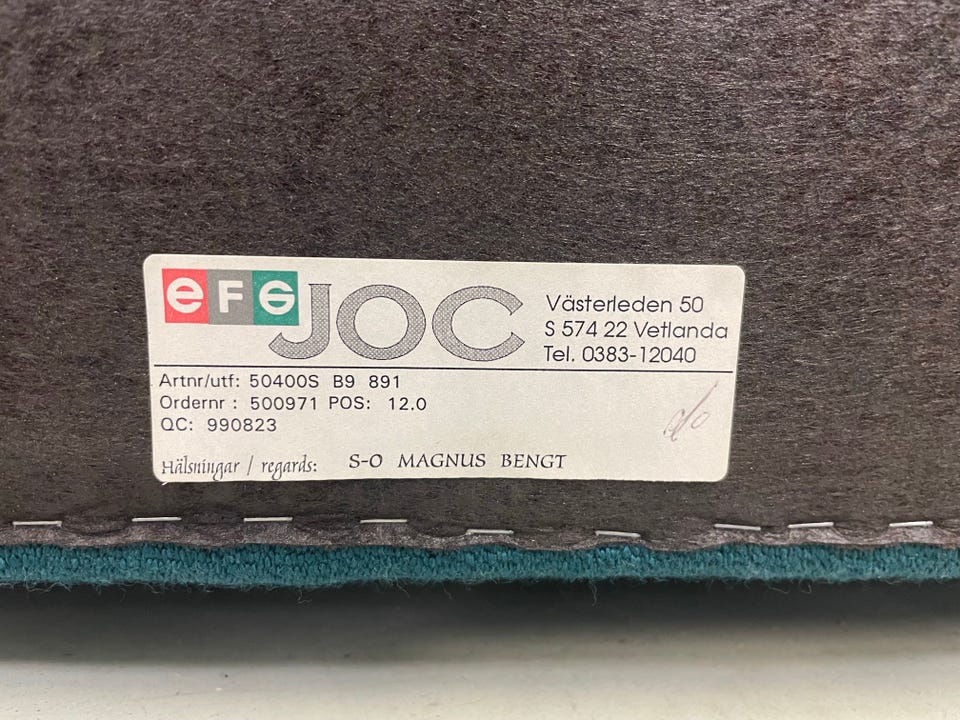 eFG JOC
Västerleden 50
S 574 22 Vetlanda
Tel. 0383-12040
Artnr/utf: 50400S B9 891
Ordernr : 500971 POS: 12.0
QC: 990823
Hälsningar / regards: S-O MAGNUS BENGT